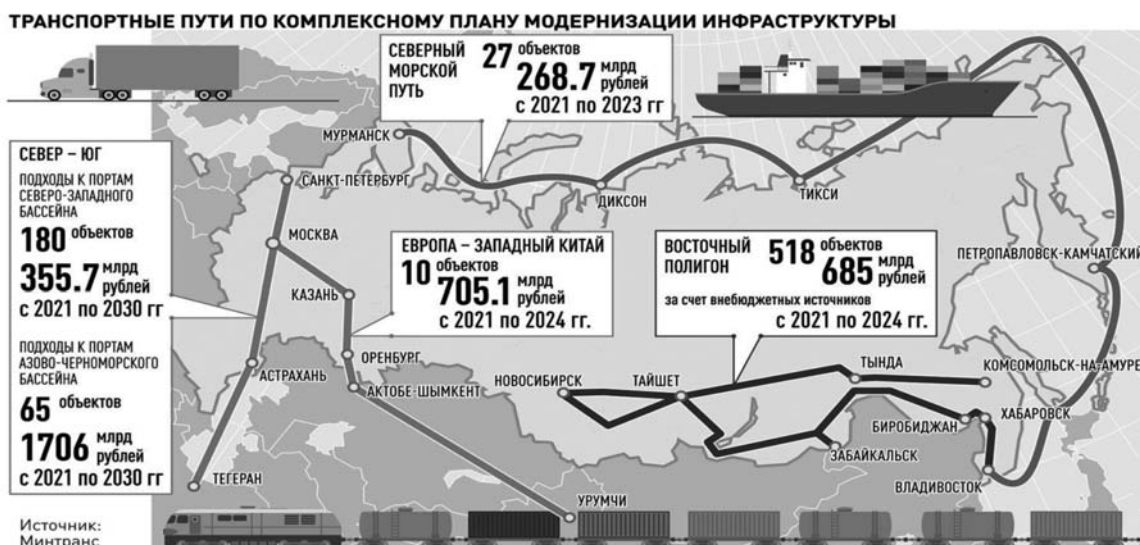 ТРАНСПОРТНЫЕ ПУТИ ПО КОМПЛЕКСНОМУ ПЛАНУ МОДЕРНИЗАЦИИ ИНФРАСТРУКТУРЫ
СЕВЕРНЫЙ
МОРСКОЙ
ПУТЬ
27 объектов
268.7 млрд
рублей
с 2021 по 2023 гг
МУРМАНСК
ДИКСОН
ТИКСИ
СЕВЕР – ЮГ
ПОДХОДЫ К ПОРТАМ
СЕВЕРО-ЗАПАДНОГО
БАССЕЙНА
180 объектов
355.7 млрд
рублей
с 2021 по 2030 гг
ПОДХОДЫ К ПОРТАМ
АЗОВО-ЧЕРНОМОРСКОГО
БАССЕЙНА
65 объектов
1706 млрд
рублей
с 2021 по 2030 гг
САНКТ-ПЕТЕРБУРГ
МОСКВА
КАЗАНЬ
ОРЕНБУРГ
АСТРАХАНЬ
АКТОБЕ-ШЫМКЕНТ
ТЕГЕРАН
УРУМЧИ
ЕВРОПА – ЗАПАДНЫЙ КИТАЙ
10 объектов
705.1 млрд
рублей
с 2021 по 2024 гг.
ВОСТОЧНЫЙ
ПОЛИГОН
518 объектов
685 млрд
рублей
за счет внебюджетных источников
с 2021 по 2024 гг.
ПЕТРОПАВЛОВСК-КАМЧАТСКИЙ
НОВОСИБИРСК
ТАЙШЕТ
ТЫНДА
КОМСОМОЛЬСК-НА-АМУРЕ
БИРОБИДЖАН
ХАБАРОВСК
ЗАБАЙКАЛЬСК
ВЛАДИВОСТОК
Источник:
Минтранс